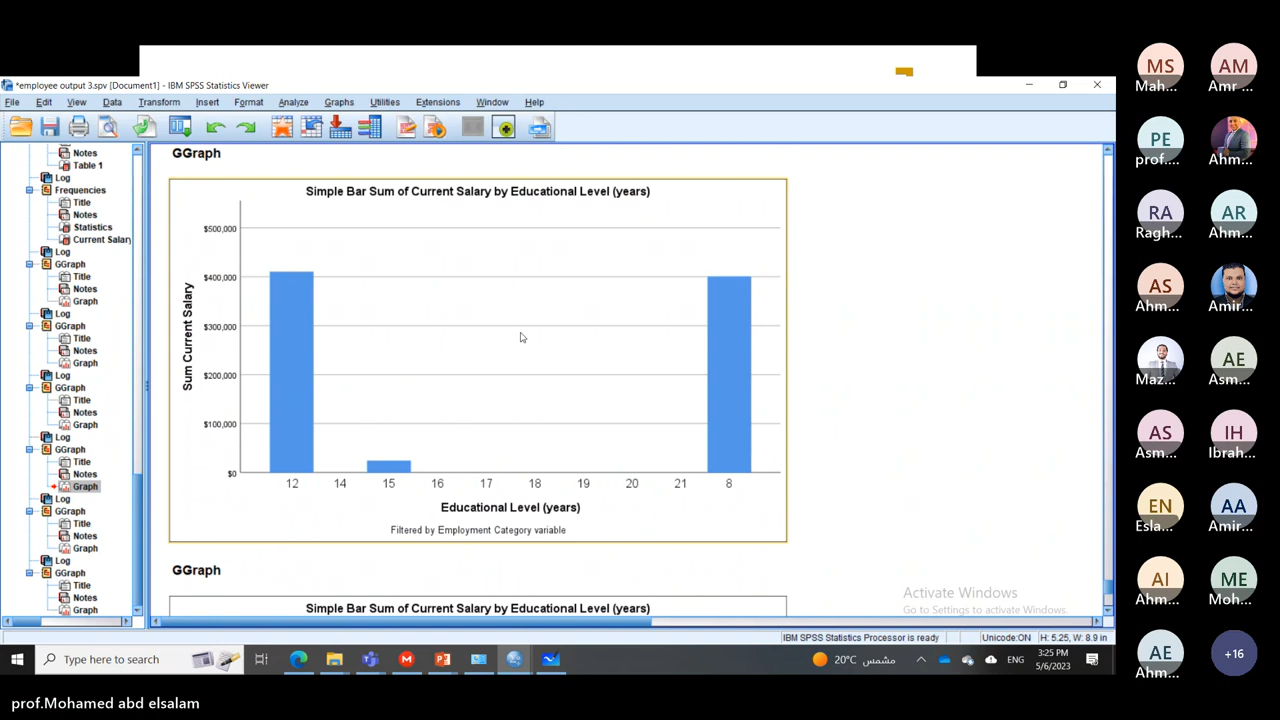 *employee output 3.spv [Document1] - IBM SPSS Statistics Viewer
File Edit View Data Transform Insert Format Analyze Graphs Utilities Extensions Window Help
Notes
Table 1
Log
Frequencies
Title
Notes
Statistics
Current Salary
Log
GGraph
Title
Notes
Graph
Log
GGraph
Title
Notes
Graph
Log
GGraph
Title
Notes
Graph
Log
GGraph
Title
Notes
Graph
Log
GGraph
Title
Notes
Graph
Log
GGraph
Title
Notes
Graph
GGraph
Simple Bar Sum of Current Salary by Educational Level (years)
Sum Current Salary
$500,000
$400,000
$300,000
$200,000
$100,000
$0
12 14 15 16 17 18 19 20 21 8
Educational Level (years)
Filtered by Employment Category variable
GGraph
Simple Bar Sum of Current Salary by Educational Level (years)
Activate Windows
Go to Settings to activate Windows.
IBM SPSS Statistics Processor is ready Unicode:ON H: 5.25, W: 8.9 in
Type here to search
20°C مشمس
ENG
3:25 PM
5/6/2023
MS AM
Mah... Amr ...
PE
prof.... Ahm...
RA AR
Ragh... Ahm...
AS
Ahm... Amir...
AE
Maz... Asm...
AS IH
Asm... Ibrah...
EN AA
Esla... Amir...
AI ME
Ahm... Moh...
AE +16
Ahm...
prof.Mohamed abd elsalam